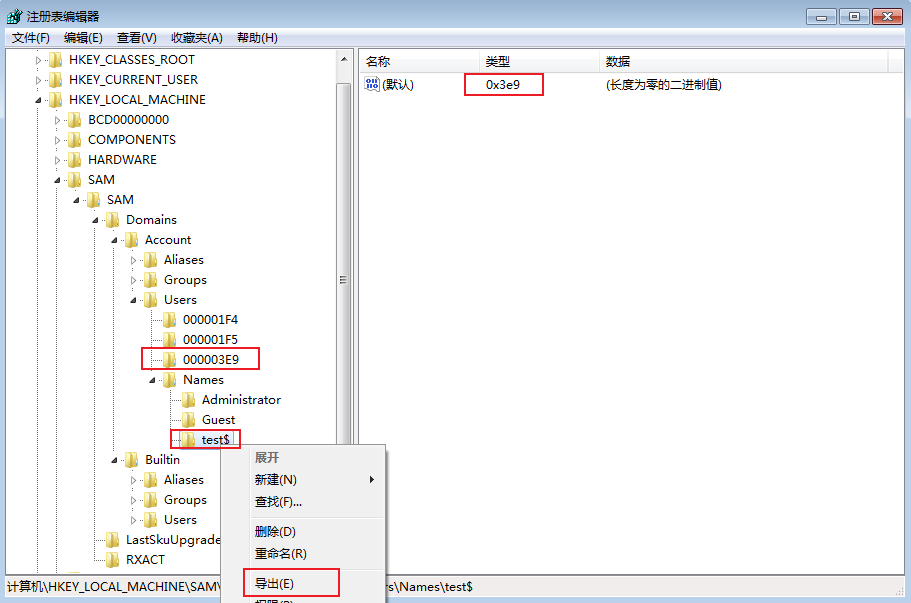 注册表编辑器
文件(F) 编辑(E) 查看(V) 收藏夹(A) 帮助(H)
HKEY_CLASSES_ROOT
HKEY_CURRENT_USER
HKEY_LOCAL_MACHINE
BCD00000000
COMPONENTS
HARDWARE
SAM
SAM
Domains
Account
Aliases
Groups
Users
000001F4
000001F5
000003E9
Names
Administrator
Guest
test$
Builtin
Aliases
Groups
Users
LastSkuUpgrade
RXACT
名称 类型 数据
(默认) 0x3e9 (长度为零的二进制值)
展开
新建(N)
查找(F)...
删除(D)
重命名(R)
导出(E)
计算机\HKEY_LOCAL_MACHINE\SAM\
s\Names\test$